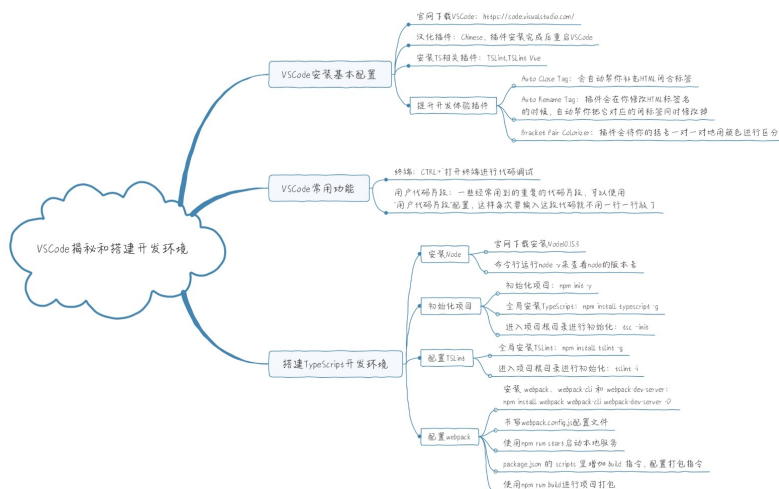 VSCode揭秘和搭建开发环境
VSCode安装基本配置
官网下载VSCode: https://code.visualstudio.com/
汉化插件: Chinese, 插件安装完成后重启VSCode
安装TS相关插件: TSLint,TSLint Vue
提升开发体验插件
Auto Close Tag: 会自动帮你补充HTML闭合标签
Auto Rename Tag: 插件会在你修改HTML标签名
的时候, 自动帮你把它对应的闭标签同时修改掉
Bracket Pair Colorizer: 插件会将你的括号一对一对地用颜色进行区分
VSCode常用功能
终端: CTRL+`打开终端进行代码调试
用户代码片段: 一些经常用到的重复的代码片段, 可以使用
"用户代码片段"配置, 这样每次要输入这段代码就不用一行一行敲了
搭建TypeScript开发环境
安装Node
官网下载安装Node10.15.3
命令行运行node -v来查看node的版本号
初始化项目
初始化项目: npm init -y
全局安装TypeScript: npm install typescript -g
进入项目根目录进行初始化: tsc --init
配置TSLint
全局安装TSLint: npm install tslint -g
进入项目根目录进行初始化: tslint -i
配置webpack
安装 webpack、webpack-cli 和 webpack-dev-server:
npm install webpack webpack-cli webpack-dev-server -D
书写webpack.config.js配置文件
使用npm run start启动本地服务
package.json 的 scripts 里增加 build 指令, 配置打包指令
使用npm run build进行项目打包